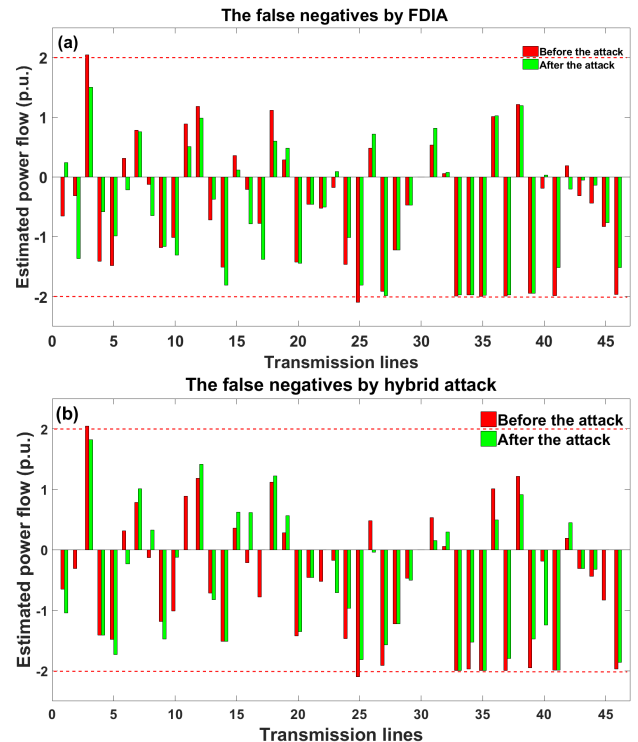 The false negatives by FDIA
(a)
Before the attack
After the attack
Estimated power flow (p.u.)
2
1
0
-1
-2
0 5 10 15 20 25 30 35 40 45
Transmission lines
The false negatives by hybrid attack
(b)
Before the attack
After the attack
Estimated power flow (p.u.)
2
1
0
-1
-2
0 5 10 15 20 25 30 35 40 45
Transmission lines